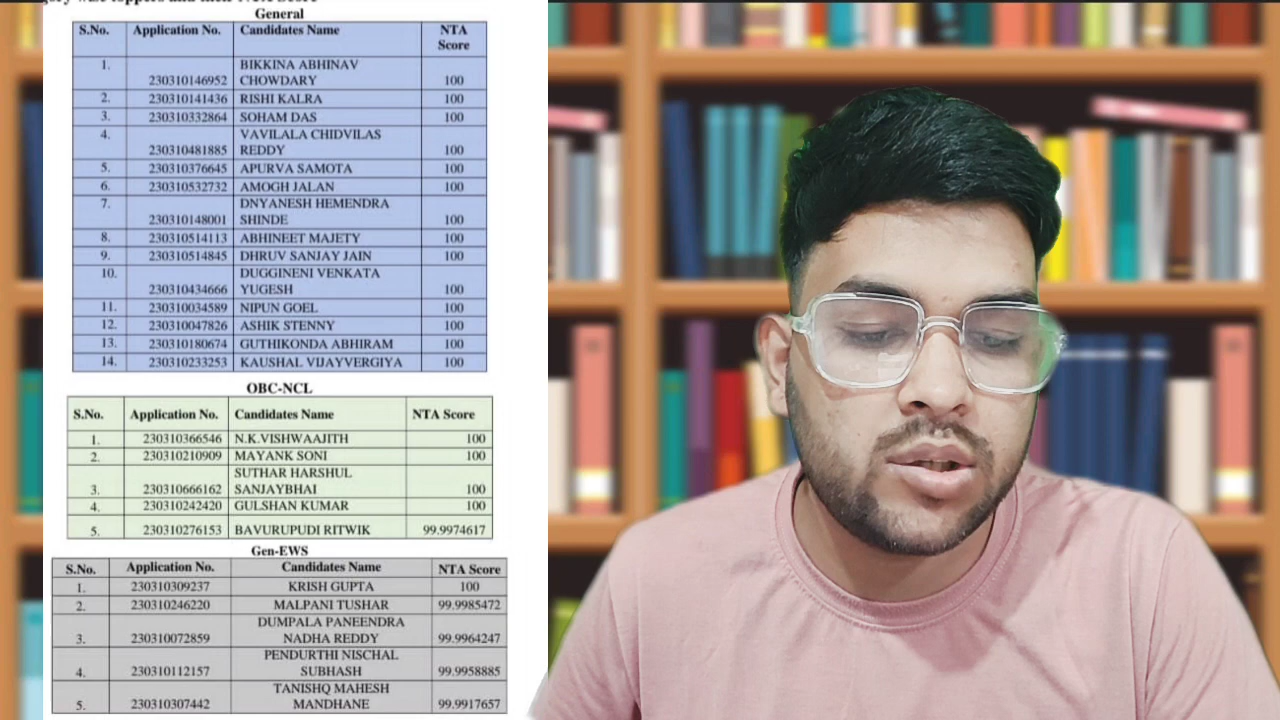 General
S.No. Application No. Candidates Name NTA Score
1. 230310146952 BIKKINA ABHINAV CHOWDARY 100
2. 230310141436 RISHI KALRA 100
3. 230310332864 SOHAM DAS 100
4. 230310481885 VAVILALA CHIDVILAS REDDY 100
5. 230310376645 APURVA SAMOTA 100
6. 230310532732 AMOGH JALAN 100
7. 230310148001 DNYANESH HEMENDRA SHINDE 100
8. 230310514113 ABHINEET MAJETY 100
9. 230310514845 DHRUV SANJAY JAIN 100
10. 230310434666 DUGGINENI VENKATA YUGESH 100
11. 230310034589 NIPUN GOEL 100
12. 230310047826 ASHIK STENNY 100
13. 230310180674 GUTHIKONDA ABHIRAM 100
14. 230310233253 KAUSHAL VIJAYVERGIYA 100
OBC-NCL
S.No. Application No. Candidates Name NTA Score
1. 230310366546 N.K.VISHWAAJITH 100
2. 230310210909 MAYANK SONI 100
3. 230310666162 SUTHAR HARSHUL SANJAYBHAI 100
4. 230310242420 GULSHAN KUMAR 100
5. 230310276153 BAVURUPUDI RITWIK 99.9974617
Gen-EWS
S.No. Application No. Candidates Name NTA Score
1. 230310309237 KRISH GUPTA 100
2. 230310246220 MALPANI TUSHAR 99.9985472
3. 230310072859 DUMPALA PANEENDRA NADHA REDDY 99.9964247
4. 230310112157 PENDURTHI NISCHAL SUBHASH 99.9958885
5. 230310307442 TANISHQ MAHESH MANDHANE 99.9917657